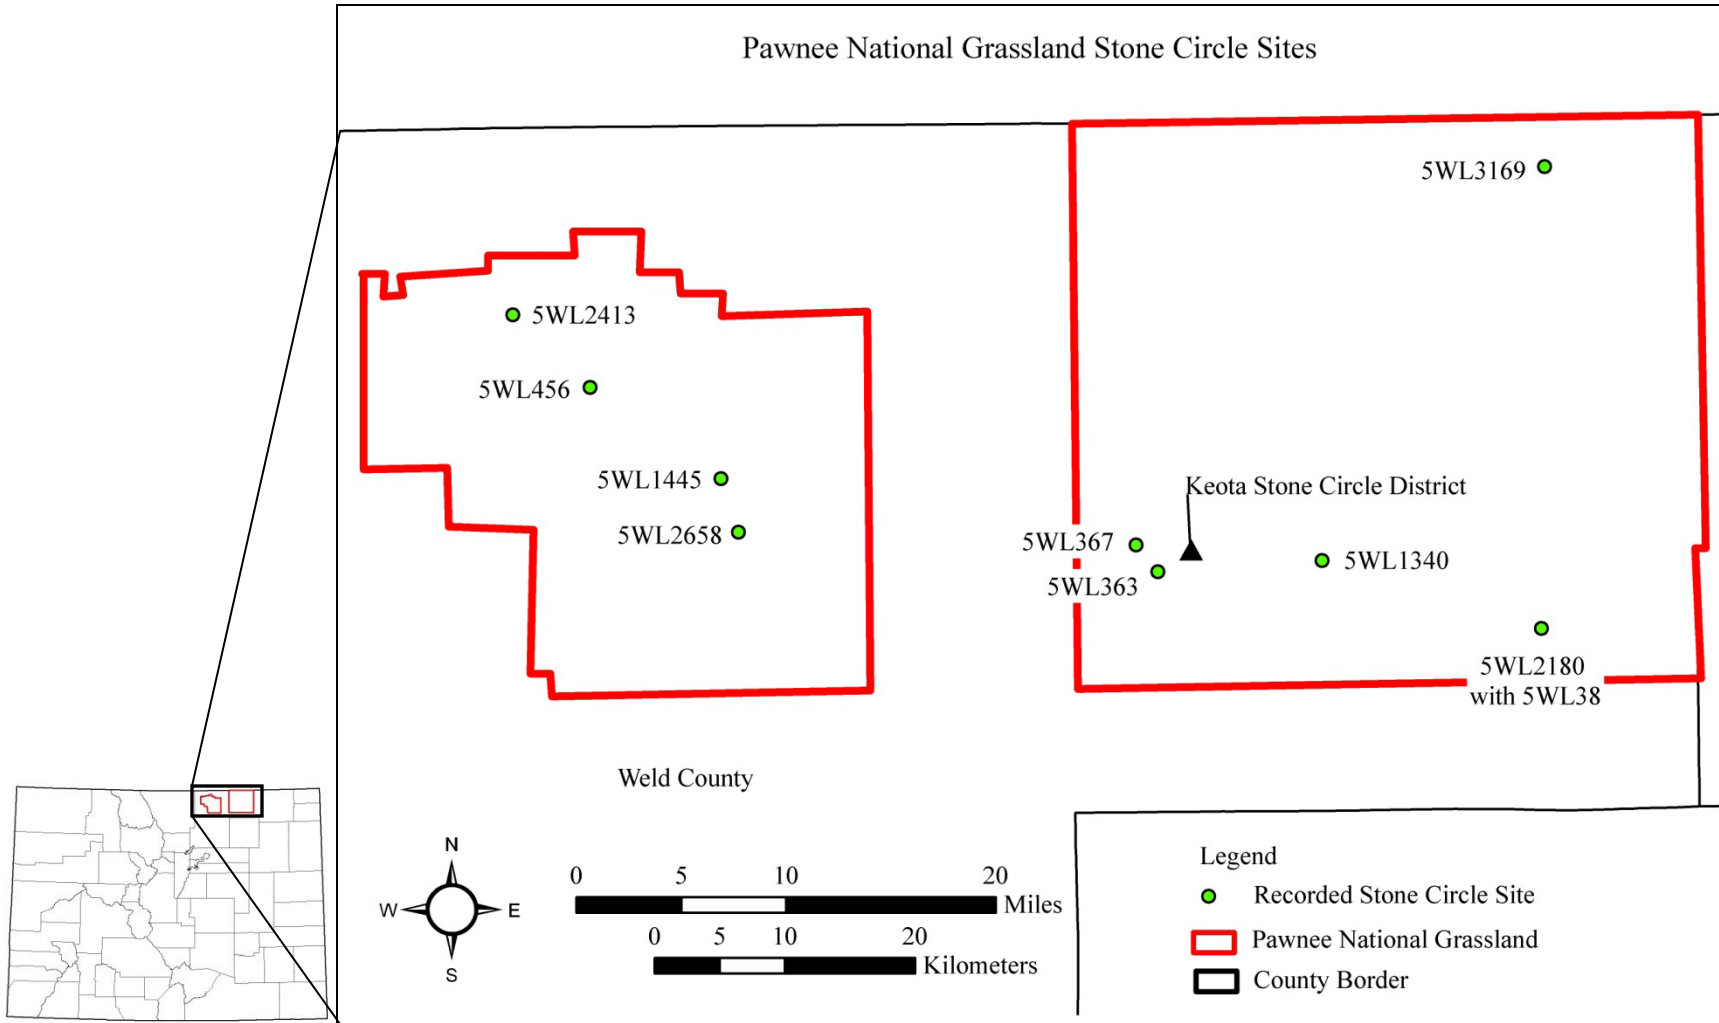 Pawnee National Grassland Stone Circle Sites
5WL3169
5WL2413
5WL456
5WL1445
5WL2658
Keota Stone Circle District
5WL367
5WL363
5WL1340
5WL2180
with 5WL38
Weld County
N
W
E
S
0 5 10 20
Miles
0 5 10 20
Kilometers
Legend
Recorded Stone Circle Site
Pawnee National Grassland
County Border